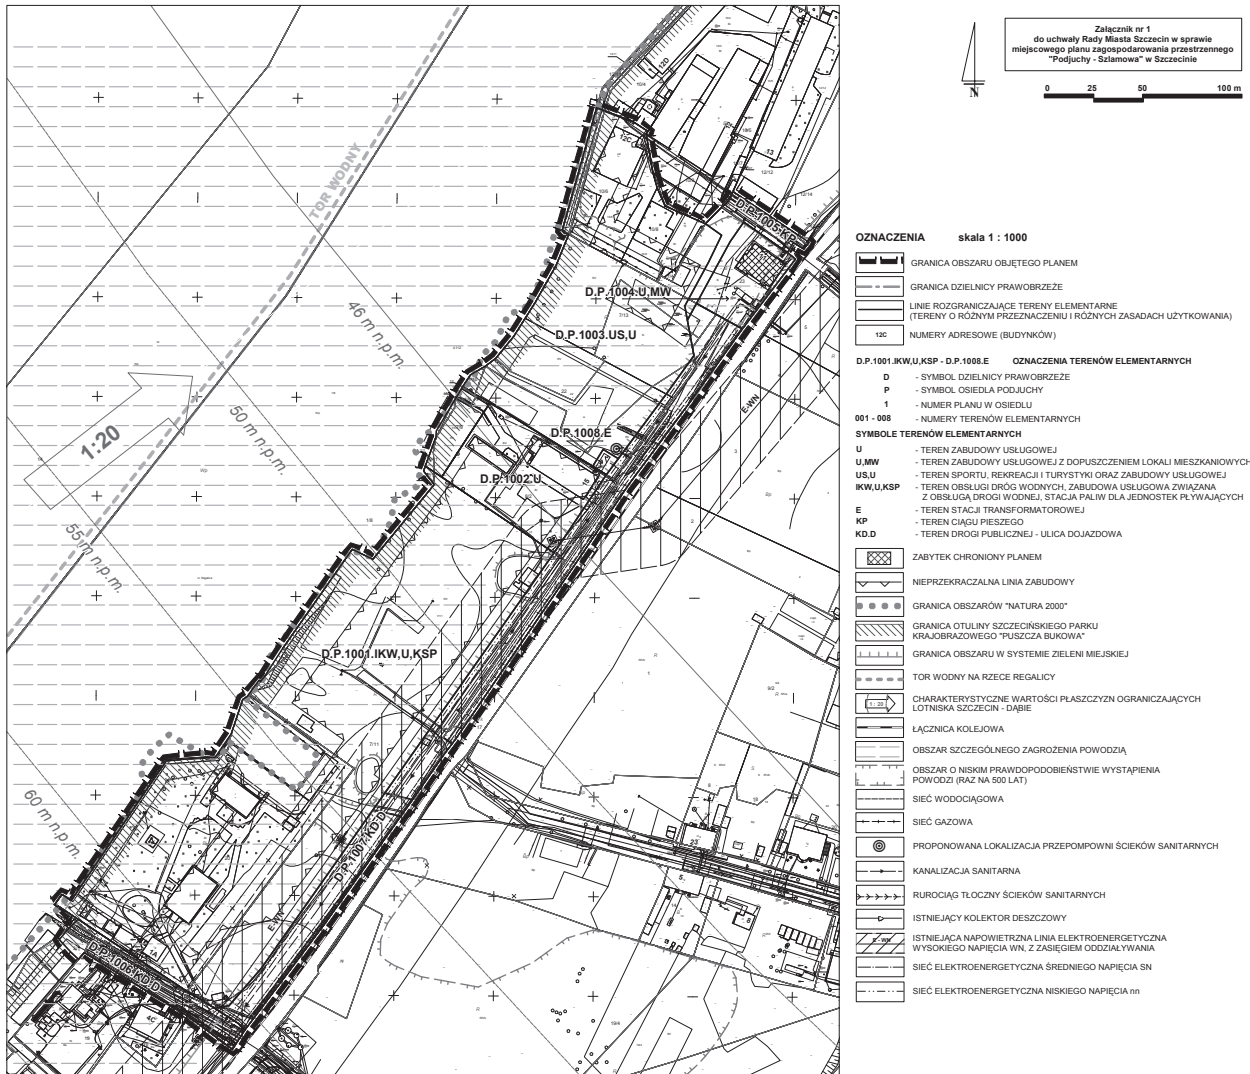 Załącznik nr 1
do uchwały Rady Miasta Szczecin w sprawie
miejscowego planu zagospodarowania przestrzennego
"Podjuchy - Szlamowa" w Szczecinie
N
0 25 50 100 m
TOR WODNY
12D
12C
13
D.P.1005.KP
D.P.1004.U,MW
D.P.1003.US,U
46 m n.p.m.
1:20
50 m n.p.m.
E-WN
D.P.1008.E
D.P.1002.U
55 m n.p.m.
D.P.1001.IKW,U,KSP
60 m n.p.m.
D.P.1007.KD.D
E-WN
23
1A
D.P.1006.KD.D
4C
OZNACZENIA skala 1 : 1000
GRANICA OBSZARU OBJĘTEGO PLANEM
GRANICA DZIELNICY PRAWOBRZEŻE
LINIE ROZGRANICZAJĄCE TERENY ELEMENTARNE
(TERENY O RÓŻNYM PRZEZNACZENIU I RÓŻNYCH ZASADACH UŻYTKOWANIA)
12C NUMERY ADRESOWE (BUDYNKÓW)
D.P.1001.IKW,U,KSP - D.P.1008.E OZNACZENIA TERENÓW ELEMENTARNYCH
D - SYMBOL DZIELNICY PRAWOBRZEŻE
P - SYMBOL OSIEDLA PODJUCHY
1 - NUMER PLANU W OSIEDLU
001 - 008 - NUMERY TERENÓW ELEMENTARNYCH
SYMBOLE TERENÓW ELEMENTARNYCH
U - TEREN ZABUDOWY USŁUGOWEJ
U,MW - TEREN ZABUDOWY USŁUGOWEJ Z DOPUSZCZENIEM LOKALI MIESZKANIOWYCH
US,U - TEREN SPORTU, REKREACJI I TURYSTYKI ORAZ ZABUDOWY USŁUGOWEJ
IKW,U,KSP - TEREN OBSŁUGI DRÓG WODNYCH, ZABUDOWA USŁUGOWA ZWIĄZANA
Z OBSŁUGĄ DROGI WODNEJ, STACJA PALIW DLA JEDNOSTEK PŁYWAJĄCYCH
E - TEREN STACJI TRANSFORMATOROWEJ
KP - TEREN CIĄGU PIESZEGO
KD.D - TEREN DROGI PUBLICZNEJ - ULICA DOJAZDOWA
ZABYTEK CHRONIONY PLANEM
NIEPRZEKRACZALNA LINIA ZABUDOWY
GRANICA OBSZARÓW "NATURA 2000"
GRANICA OTULINY SZCZECIŃSKIEGO PARKU
KRAJOBRAZOWEGO "PUSZCZA BUKOWA"
GRANICA OBSZARU W SYSTEMIE ZIELENI MIEJSKIEJ
TOR WODNY NA RZECE REGALICY
1 : 20 CHARAKTERYSTYCZNE WARTOŚCI PŁASZCZYZN OGRANICZAJĄCYCH
LOTNISKA SZCZECIN - DĄBIE
ŁĄCZNICA KOLEJOWA
OBSZAR SZCZEGÓLNEGO ZAGROŻENIA POWODZIĄ
OBSZAR O NISKIM PRAWDOPODOBIEŃSTWIE WYSTĄPIENIA
POWODZI (RAZ NA 500 LAT)
SIEĆ WODOCIĄGOWA
SIEĆ GAZOWA
PROPONOWANA LOKALIZACJA PRZEPOMPOWNI ŚCIEKÓW SANITARNYCH
KANALIZACJA SANITARNA
RUROCIĄG TŁOCZNY ŚCIEKÓW SANITARNYCH
ISTNIEJĄCY KOLEKTOR DESZCZOWY
E - WN ISTNIEJĄCA NAPOWIETRZNA LINIA ELEKTROENERGETYCZNA
WYSOKIEGO NAPIĘCIA WN, Z ZASIĘGIEM ODDZIAŁYWANIA
SIEĆ ELEKTROENERGETYCZNA ŚREDNIEGO NAPIĘCIA SN
SIEĆ ELEKTROENERGETYCZNA NISKIEGO NAPIĘCIA nn